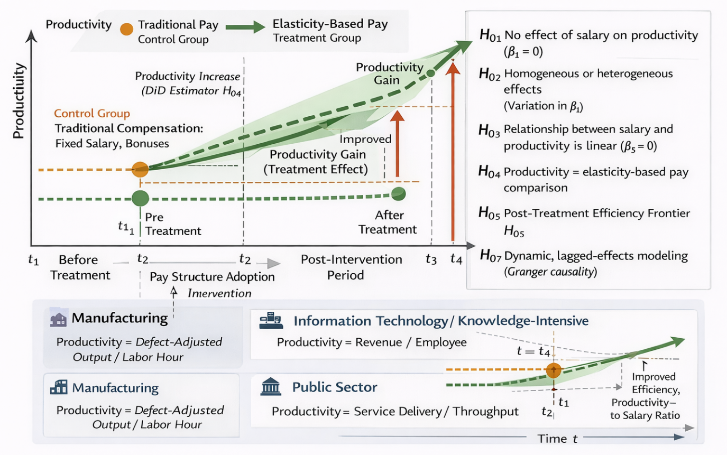 Productivity
Traditional Pay
Control Group
Elasticity-Based Pay
Treatment Group
Productiuity
Productivity Increase
(DiD Estimator H04)
Productivity
Gain
Control Group
Traditional Compensation:
Fixed Salary, Bonuses
Improved
Productivity Gain
(Treatment Effect)
t1₁
Pre
Treatment
After
Treatment
t1
t2
t2
t3
t4
Before
Treatment
Post-Intervention
Period
Pay Structure Adoption
Intervention
H01 No effect of salary on productivity
(β1 = 0)
H02 Homogeneous or heterogeneous
effects
(Variation in β1)
H03 Relationship between salary and
productivity is linear (β5 = 0)
H04 Productivity = elasticity-based pay
comparison
H05 Post-Treatment Efficiency Frontier
H05
H07 Dynamic, lagged-effects modeling
(Granger causality)
Manufacturing
Productivity = Defect-Adjusted
Output / Labor Hour
Information Technology / Knowledge-Intensive
Productivity = Revenue / Employee
Manufacturing
Productivity = Defect-Adjusted
Output / Labor Hour
Public Sector
Productivity = Service Delivery / Throughput
t = t4
t1
t2
Improved
Efficiency,
Productivity–
to Salary Ratio
Time t